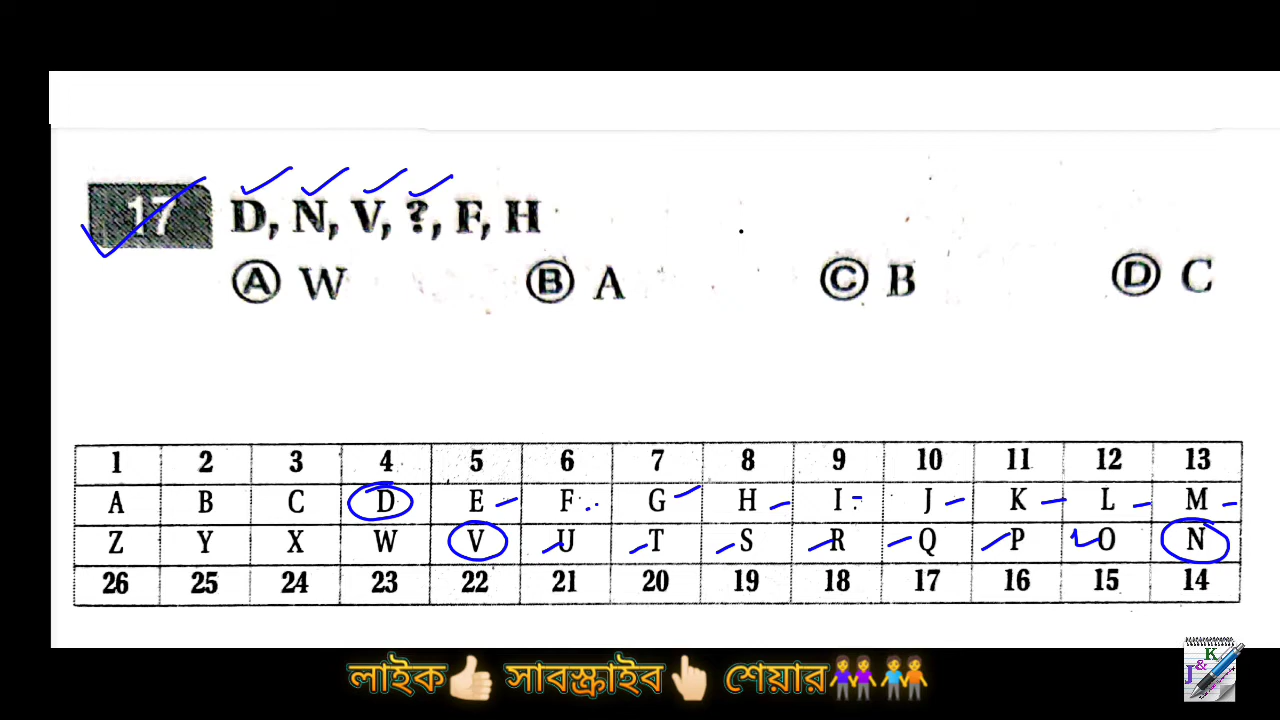 17 D, N, V, ?, F, H
A W B A C B D C
1 2 3 4 5 6 7 8 9 10 11 12 13
A B C D E F G H I J K L M
Z Y X W V U T S R Q P O N
26 25 24 23 22 21 20 19 18 17 16 15 14
লাইক👍🏻 সাবস্ক্রাইব👆🏻 শেয়ার👭🧑‍🤝‍🧑
K
J &